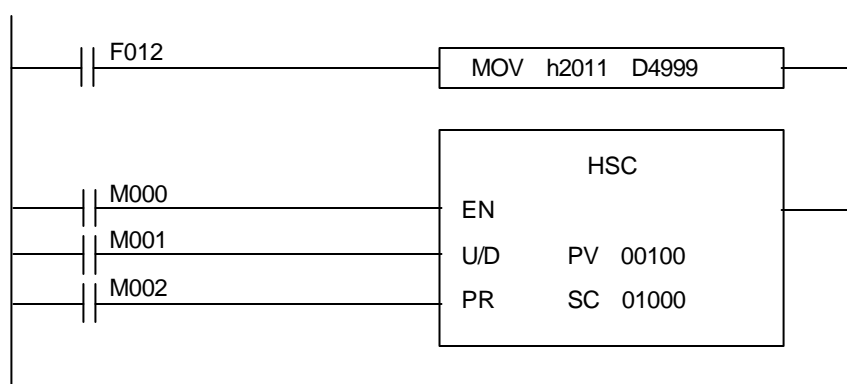 F012
MOV h2011 D4999
HSC
M000
EN
M001
U/D PV 00100
M002
PR SC 01000